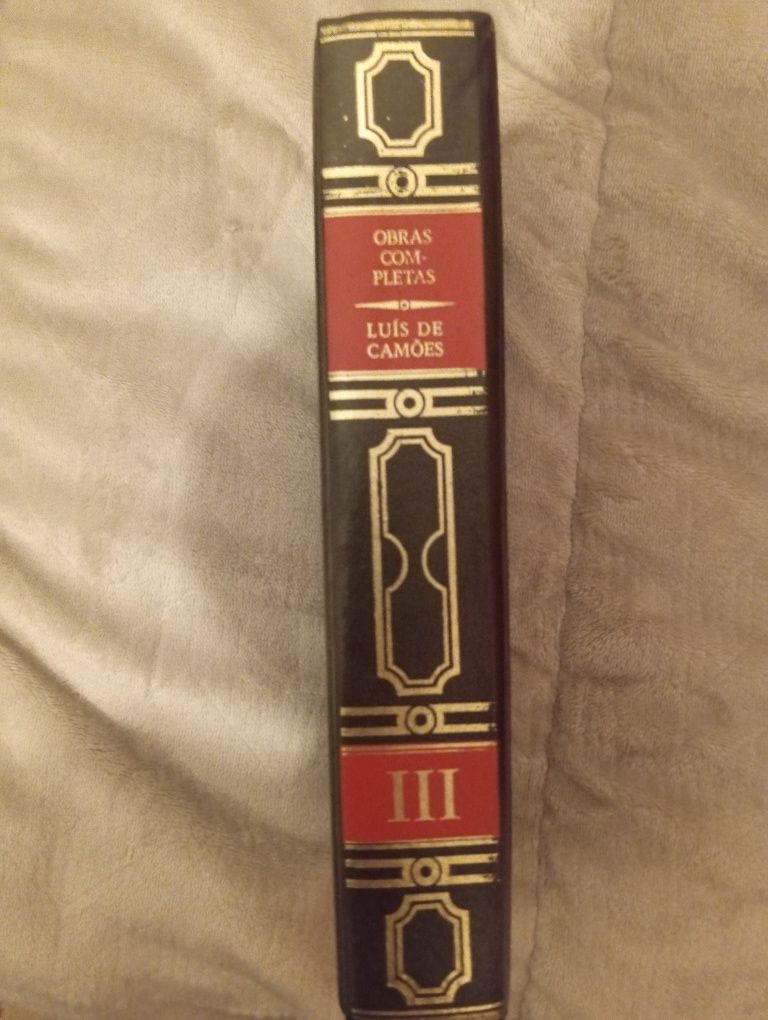 OBRAS
COM-
PLETAS
LUÍS DE
CAMÕES
III